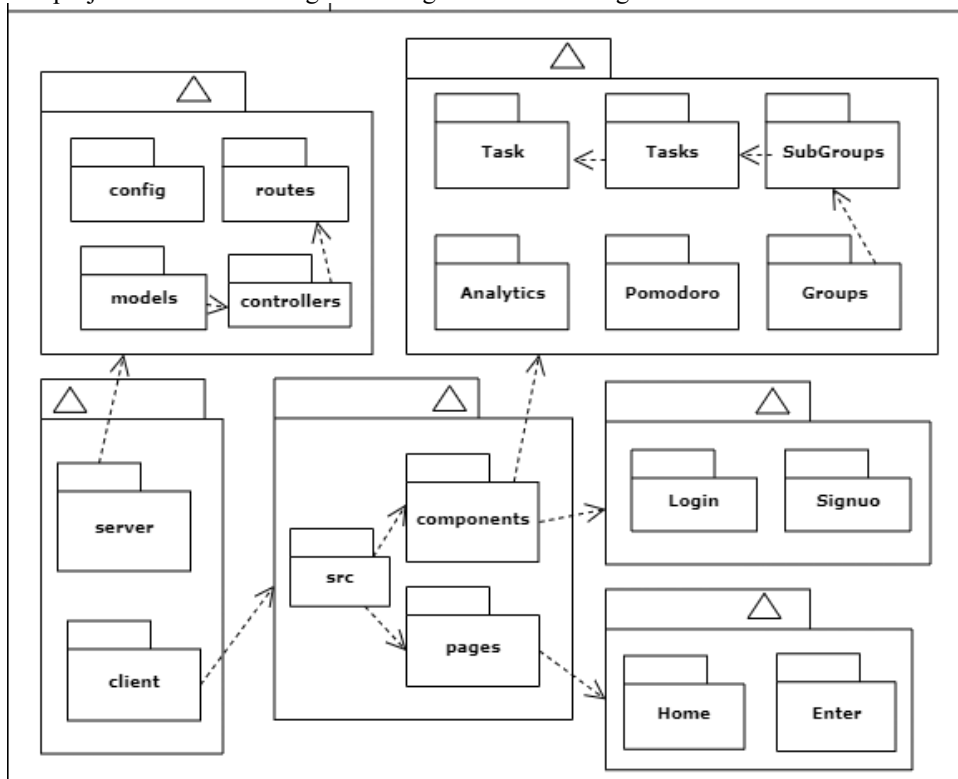 config
routes
models
controllers
Task
Tasks
SubGroups
Analytics
Pomodoro
Groups
server
client
src
components
pages
Login
Signuo
Home
Enter